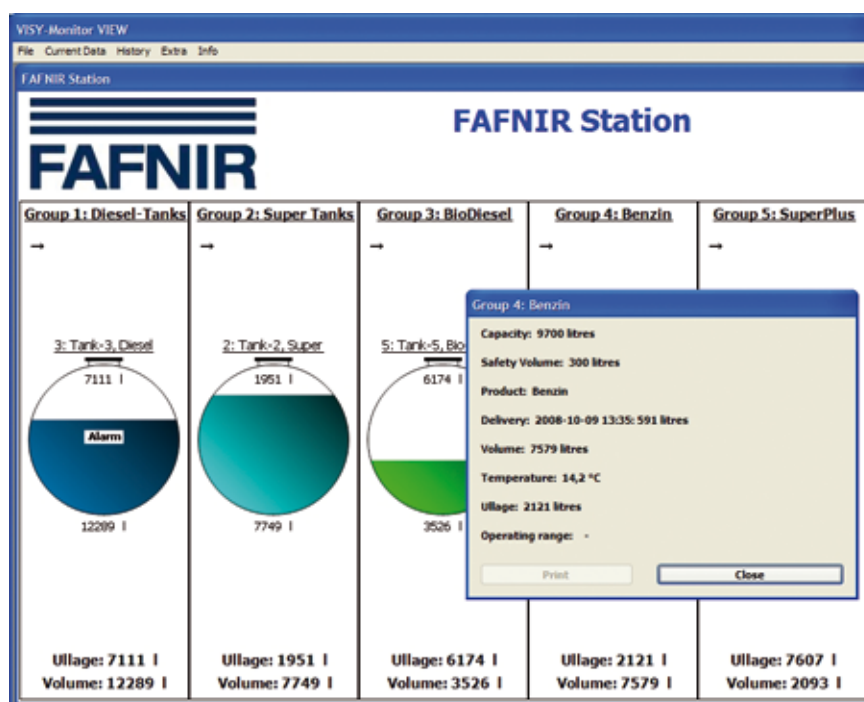 VISY-Monitor VIEW
File Current Data History Extra Info
FAFNIR Station
FAFNIR
FAFNIR Station
Group 1: Diesel-Tanks Group 2: Super Tanks Group 3: BioDiesel Group 4: Benzin Group 5: SuperPlus
→ → → → →
3: Tank-3, Diesel 2: Tank-2, Super 5: Tank-5, Bio
7111 l 1951 l 6174 l
Alarm
12289 l 7749 l 3526 l
Group 4: Benzin
Capacity: 9700 litres
Safety Volume: 300 litres
Product: Benzin
Delivery: 2008-10-09 13:35: 591 litres
Volume: 7579 litres
Temperature: 14,2 °C
Ullage: 2121 litres
Operating range: -
Print Close
Ullage: 7111 l Ullage: 1951 l Ullage: 6174 l Ullage: 2121 l Ullage: 7607 l
Volume: 12289 l Volume: 7749 l Volume: 3526 l Volume: 7579 l Volume: 2093 l